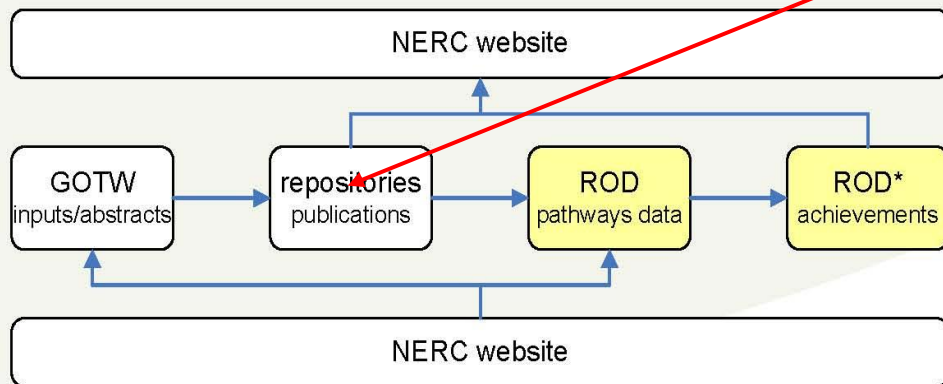 NERC website
GOTW
inputs/abstracts
repositories
publications
ROD
pathways data
ROD*
achievements
NERC website